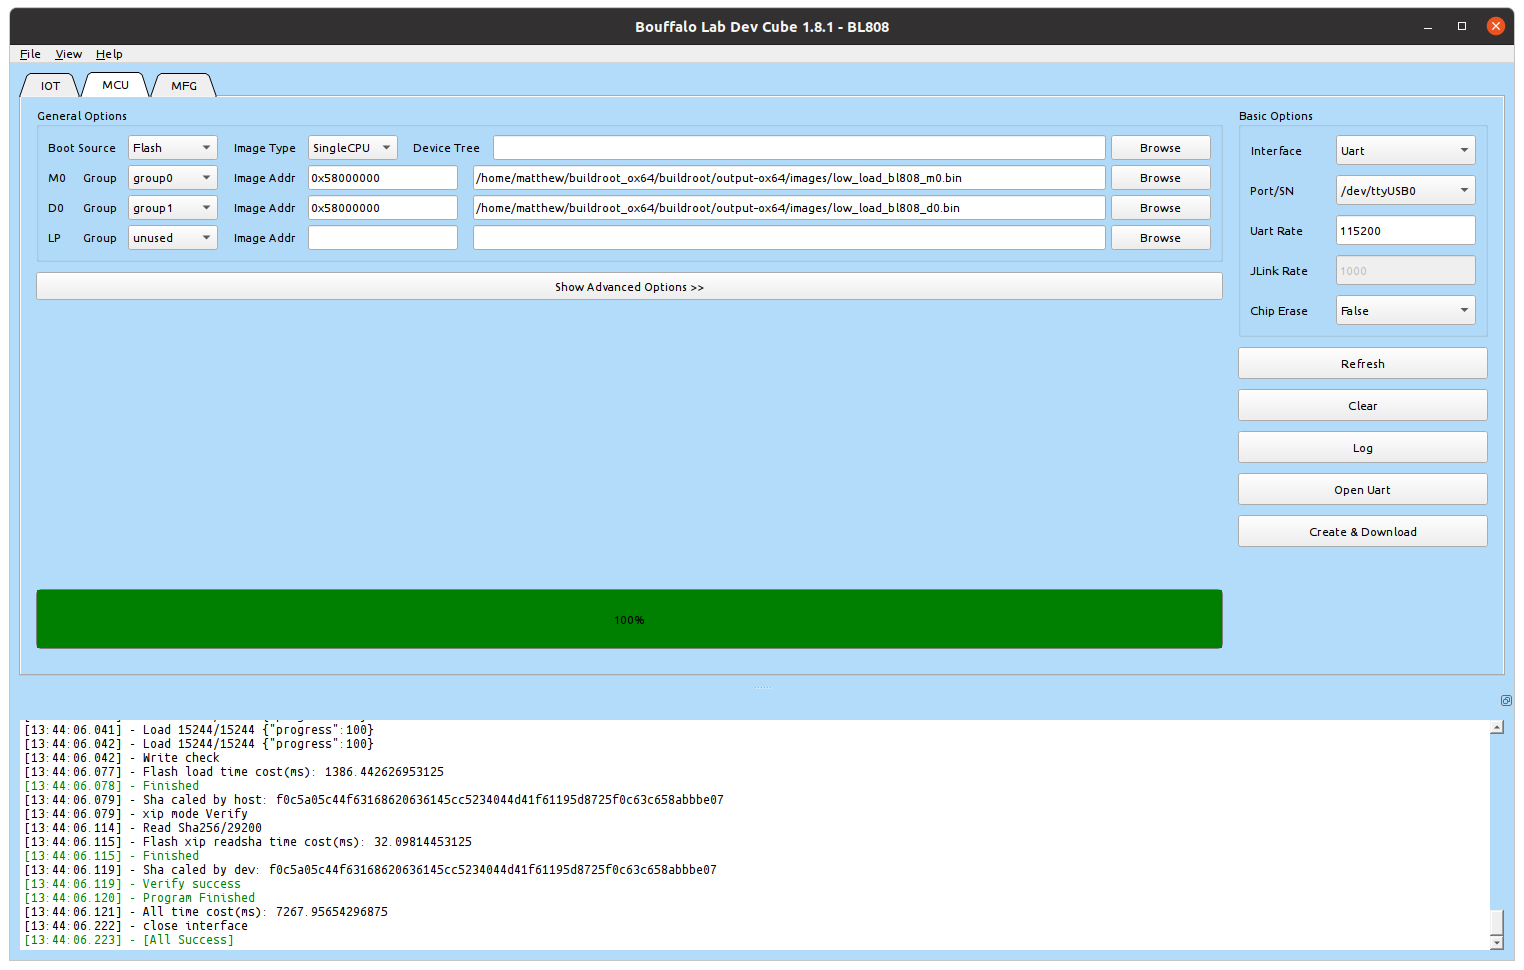 Bouffalo Lab Dev Cube 1.8.1 - BL808
File View Help
IOT MCU MFG
General Options
Boot Source Flash Image Type SingleCPU Device Tree Browse
M0 Group group0 Image Addr 0x58000000 /home/matthew/buildroot_ox64/buildroot/output-ox64/images/low_load_bl808_m0.bin Browse
D0 Group group1 Image Addr 0x58000000 /home/matthew/buildroot_ox64/buildroot/output-ox64/images/low_load_bl808_d0.bin Browse
LP Group unused Image Addr Browse
Show Advanced Options >>
100%
Basic Options
Interface Uart
Port/SN /dev/ttyUSB0
Uart Rate 115200
JLink Rate 1000
Chip Erase False
Refresh
Clear
Log
Open Uart
Create & Download
[13:44:06.041] - Load 15244/15244 {"progress":100}
[13:44:06.042] - Load 15244/15244 {"progress":100}
[13:44:06.042] - Write check
[13:44:06.077] - Flash load time cost(ms): 1386.442626953125
[13:44:06.078] - Finished
[13:44:06.079] - Sha caled by host: f0c5a05c44f63168620636145cc5234044d41f61195d8725f0c63c658abbbe07
[13:44:06.079] - xip mode Verify
[13:44:06.114] - Read Sha256/29200
[13:44:06.115] - Flash xip readsha time cost(ms): 32.09814453125
[13:44:06.115] - Finished
[13:44:06.119] - Sha caled by dev: f0c5a05c44f63168620636145cc5234044d41f61195d8725f0c63c658abbbe07
[13:44:06.119] - Verify success
[13:44:06.120] - Program Finished
[13:44:06.121] - All time cost(ms): 7267.95654296875
[13:44:06.222] - close interface
[13:44:06.223] - [All Success]